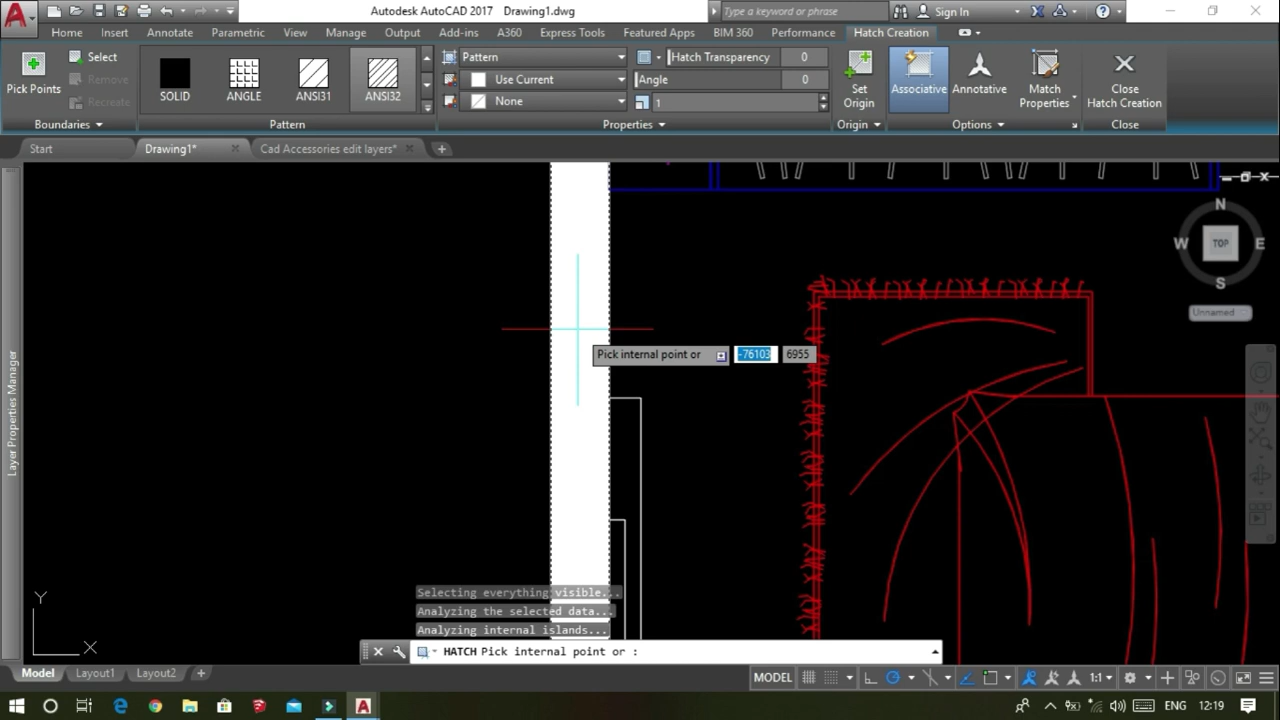 Autodesk AutoCAD 2017 Drawing1.dwg
Type a keyword or phrase
Sign In
Home Insert Annotate Parametric View Manage Output Add-ins A360 Express Tools Featured Apps BIM 360 Performance Hatch Creation
Pick Points
Select
Remove
Recreate
Boundaries
SOLID
ANGLE
ANSI31
ANSI32
Pattern
Pattern
Use Current
None
Hatch Transparency 0
Angle 0
1
Properties
Set
Origin
Origin
Associative
Annotative
Match
Properties
Options
Close
Hatch Creation
Close
Start Drawing1* Cad Accessories edit layers*
Layer Properties Manager
N
W TOP E
S
Unnamed
Pick internal point or -76103 6955
Selecting everything visible...
Analyzing the selected data...
Analyzing internal islands...
Y
X
HATCH Pick internal point or :
Model Layout1 Layout2
MODEL 1:1
ENG 12:19